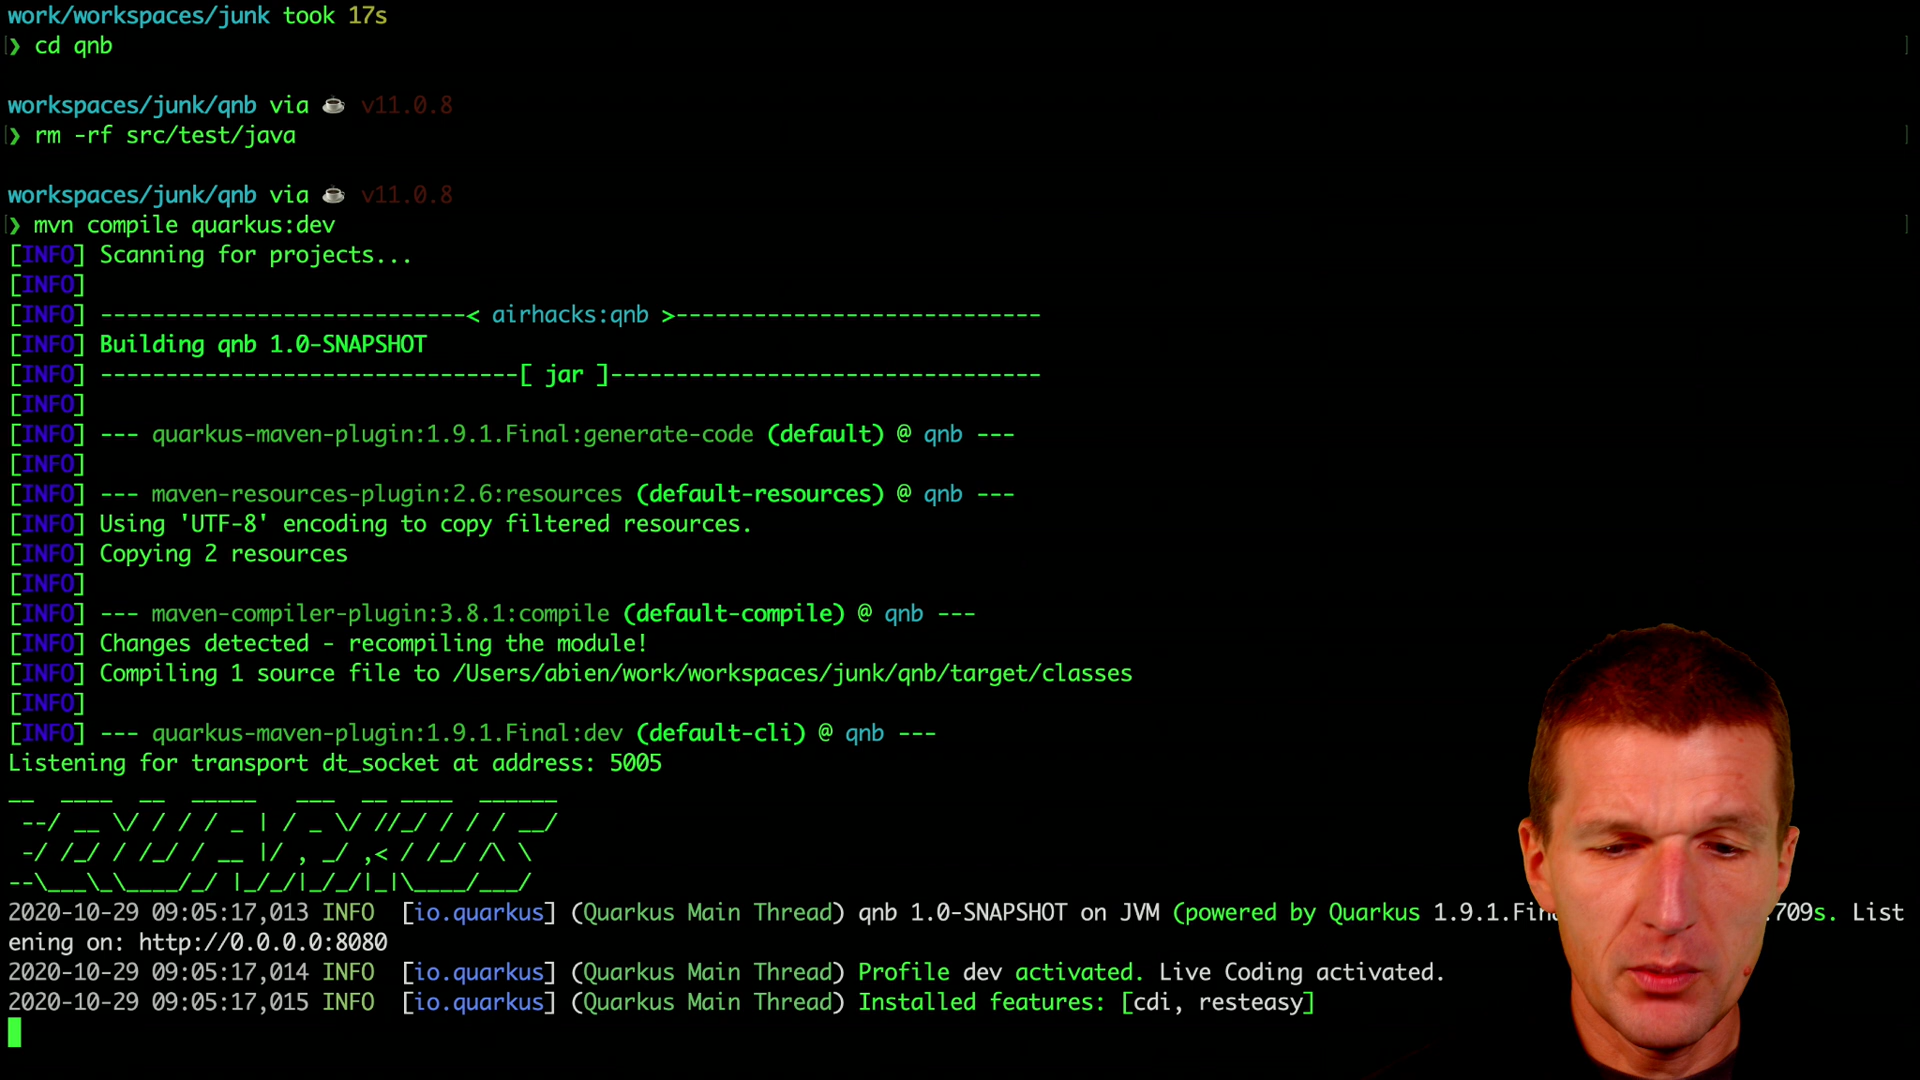 work/workspaces/junk took 17s
❯ cd qnb
workspaces/junk/qnb via ☕ v11.0.8
❯ rm -rf src/test/java
workspaces/junk/qnb via ☕ v11.0.8
❯ mvn compile quarkus:dev
[INFO] Scanning for projects...
[INFO]
[INFO] ----------------------------< airhacks:qnb >----------------------------
[INFO] Building qnb 1.0-SNAPSHOT
[INFO] --------------------------------[ jar ]---------------------------------
[INFO]
[INFO] --- quarkus-maven-plugin:1.9.1.Final:generate-code (default) @ qnb ---
[INFO]
[INFO] --- maven-resources-plugin:2.6:resources (default-resources) @ qnb ---
[INFO] Using 'UTF-8' encoding to copy filtered resources.
[INFO] Copying 2 resources
[INFO]
[INFO] --- maven-compiler-plugin:3.8.1:compile (default-compile) @ qnb ---
[INFO] Changes detected - recompiling the module!
[INFO] Compiling 1 source file to /Users/abien/work/workspaces/junk/qnb/target/classes
[INFO]
[INFO] --- quarkus-maven-plugin:1.9.1.Final:dev (default-cli) @ qnb ---
Listening for transport dt_socket at address: 5005
QUARKUS
2020-10-29 09:05:17,013 INFO [io.quarkus] (Quarkus Main Thread) qnb 1.0-SNAPSHOT on JVM (powered by Quarkus 1.9.1.Fin .709s. List
ening on: http://0.0.0.0:8080
2020-10-29 09:05:17,014 INFO [io.quarkus] (Quarkus Main Thread) Profile dev activated. Live Coding activated.
2020-10-29 09:05:17,015 INFO [io.quarkus] (Quarkus Main Thread) Installed features: [cdi, resteasy]